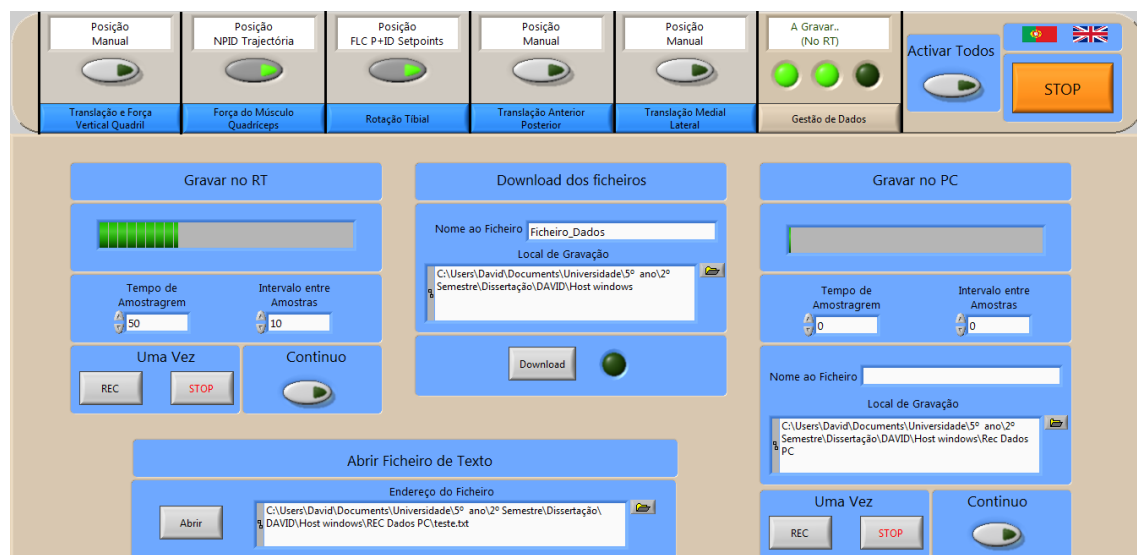 Posição
Manual
Translação e Força
Vertical Quadril
Posição
NPID Trajectória
Força do Músculo
Quadríceps
Posição
FLC P+ID Setpoints
Rotação Tíbial
Posição
Manual
Translação Anterior
Posterior
Posição
Manual
Translação Medial
Lateral
A Gravar..
(No RT)
Gestão de Dados
Activar Todos
STOP
Gravar no RT
Tempo de
Amostragrem
50
Intervalo entre
Amostras
10
Uma Vez
REC
STOP
Continuo
Download dos ficheiros
Nome ao Ficheiro
Ficheiro_Dados
Local de Gravação
C:\Users\David\Documents\Universidade\5º ano\2º
Semestre\Dissertação\DAVID\Host windows
Download
Gravar no PC
Tempo de
Amostragrem
0
Intervalo entre
Amostras
0
Nome ao Ficheiro
Local de Gravação
C:\Users\David\Documents\Universidade\5º ano\2º
Semestre\Dissertação\DAVID\Host windows\Rec Dados
PC
Uma Vez
REC
STOP
Continuo
Abrir Ficheiro de Texto
Endereço do Ficheiro
Abrir
C:\Users\David\Documents\Universidade\5º ano\2º Semestre\Dissertação\
DAVID\Host windows\REC Dados PC\teste.txt